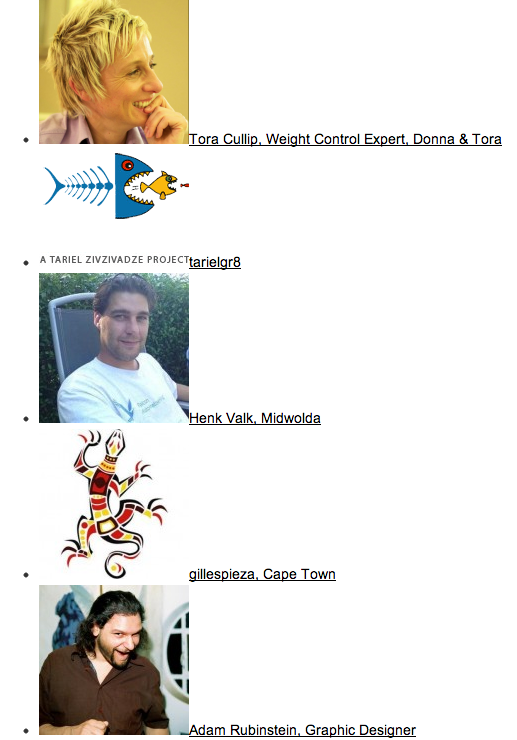 Tora Cullip, Weight Control Expert, Donna & Tora
A TARIEL ZIVZIVADZE PROJECT
tarielgr8
Henk Valk, Midwolda
gillespieza, Cape Town
Adam Rubinstein, Graphic Designer